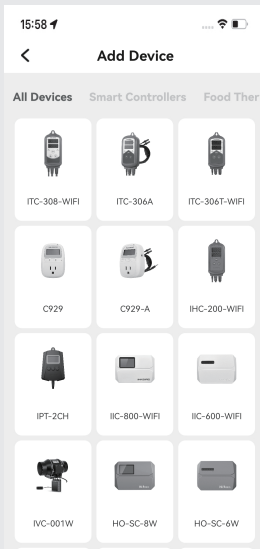 15:58
Add Device
All Devices Smart Controllers Food Ther
ITC-308-WIFI ITC-306A ITC-306T-WIFI
C929 C929-A IHC-200-WIFI
IPT-2CH IIC-800-WIFI IIC-600-WIFI
IVC-001W HO-SC-8W HO-SC-6W